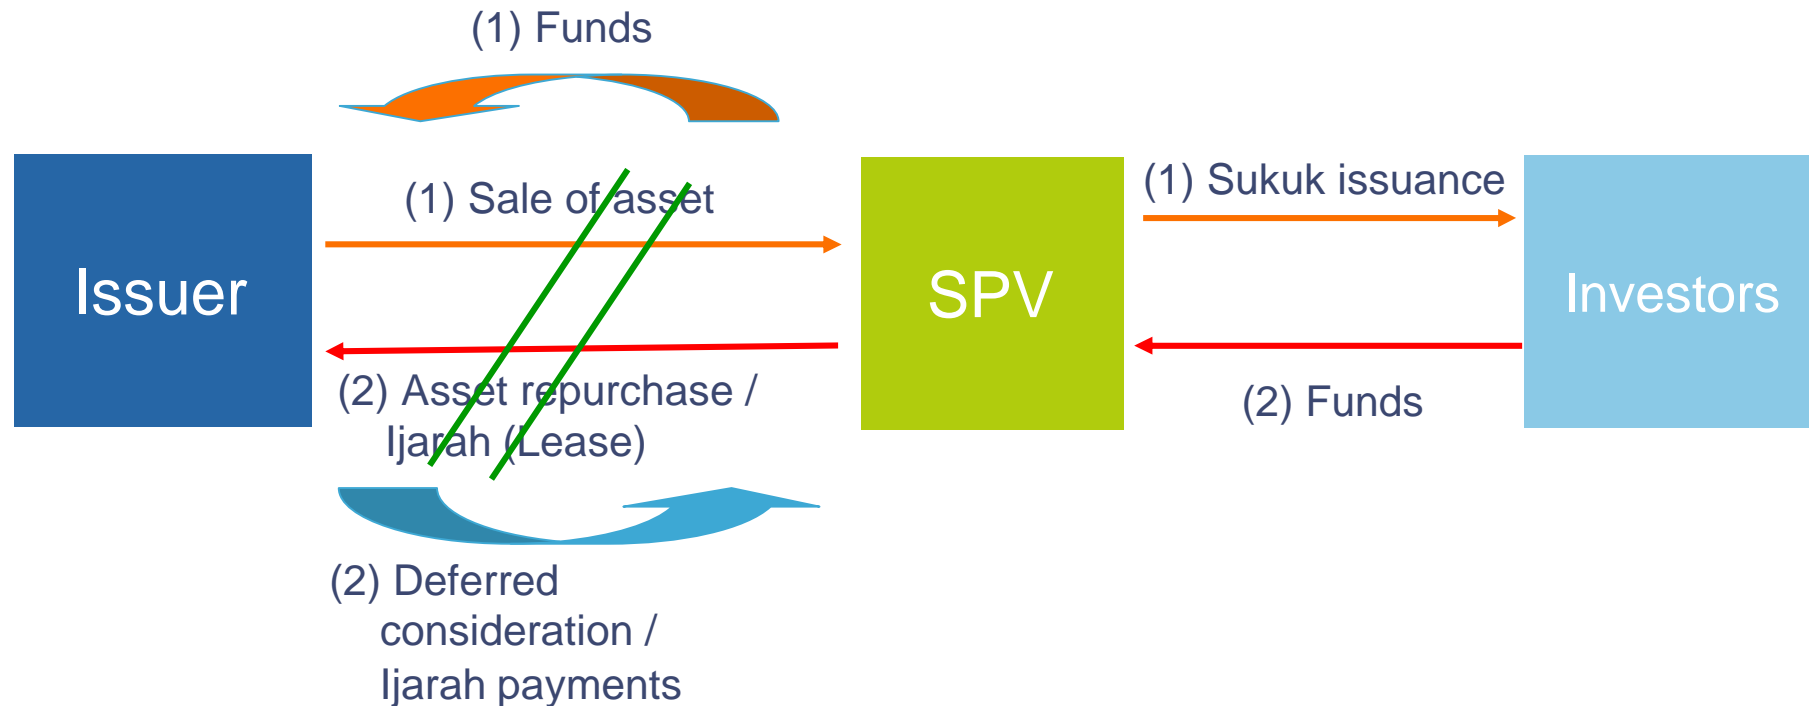 (1) Funds
(1) Sale of asset
(1) Sukuk issuance
Issuer
SPV
Investors
(2) Asset repurchase /
Ijarah (Lease)
(2) Funds
(2) Deferred
consideration /
Ijarah payments